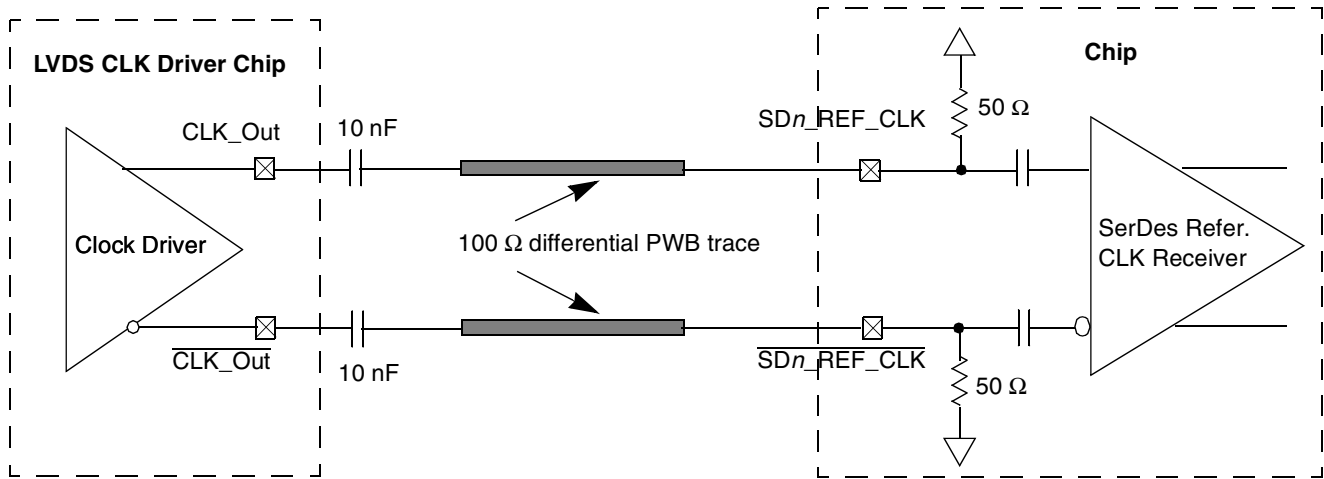 LVDS CLK Driver Chip
Chip
CLK_Out
10 nF
SDn_REF_CLK
50 Ω
Clock Driver
100 Ω differential PWB trace
SerDes Refer.
CLK Receiver
CLK_Out
10 nF
SDn_REF_CLK
50 Ω